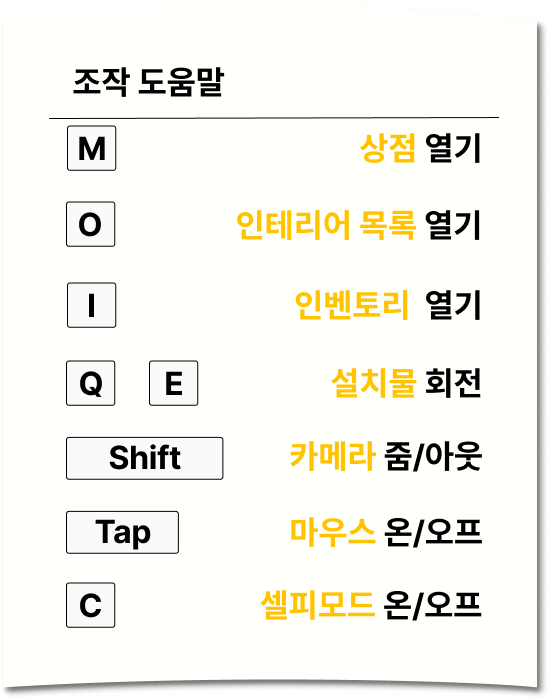 조작 도움말
M 상점 열기
O 인테리어 목록 열기
I 인벤토리 열기
Q E 설치물 회전
Shift 카메라 줌/아웃
Tap 마우스 온/오프
C 셀피모드 온/오프